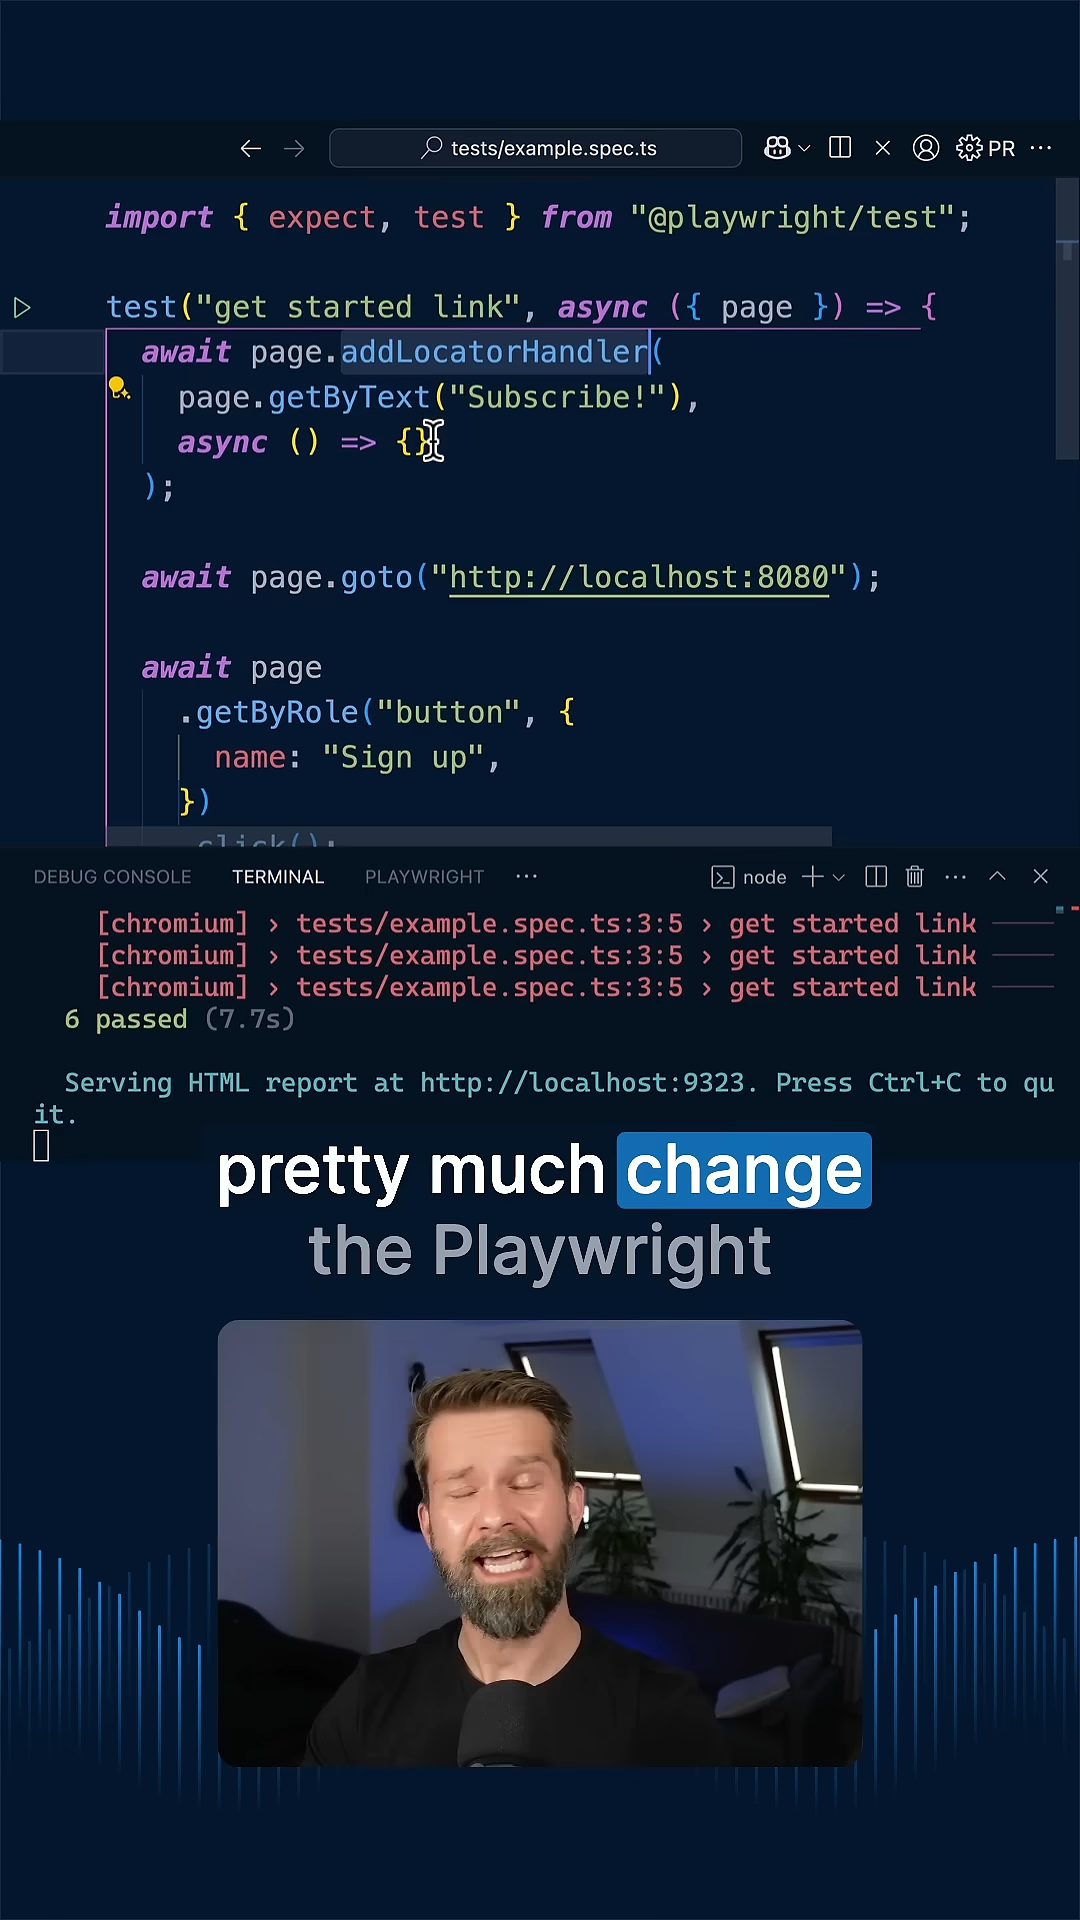 tests/example.spec.ts PR
import { expect, test } from "@playwright/test";
test("get started link", async ({ page }) => {
await page.addLocatorHandler(
page.getByText("Subscribe!"),
async () => {}
);
await page.goto("http://localhost:8080");
await page
.getByRole("button", {
name: "Sign up",
})
.click();
DEBUG CONSOLE TERMINAL PLAYWRIGHT ... node
[chromium] › tests/example.spec.ts:3:5 › get started link
[chromium] › tests/example.spec.ts:3:5 › get started link
[chromium] › tests/example.spec.ts:3:5 › get started link
6 passed (7.7s)
Serving HTML report at http://localhost:9323. Press Ctrl+C to qu
it.
pretty much change
the Playwright